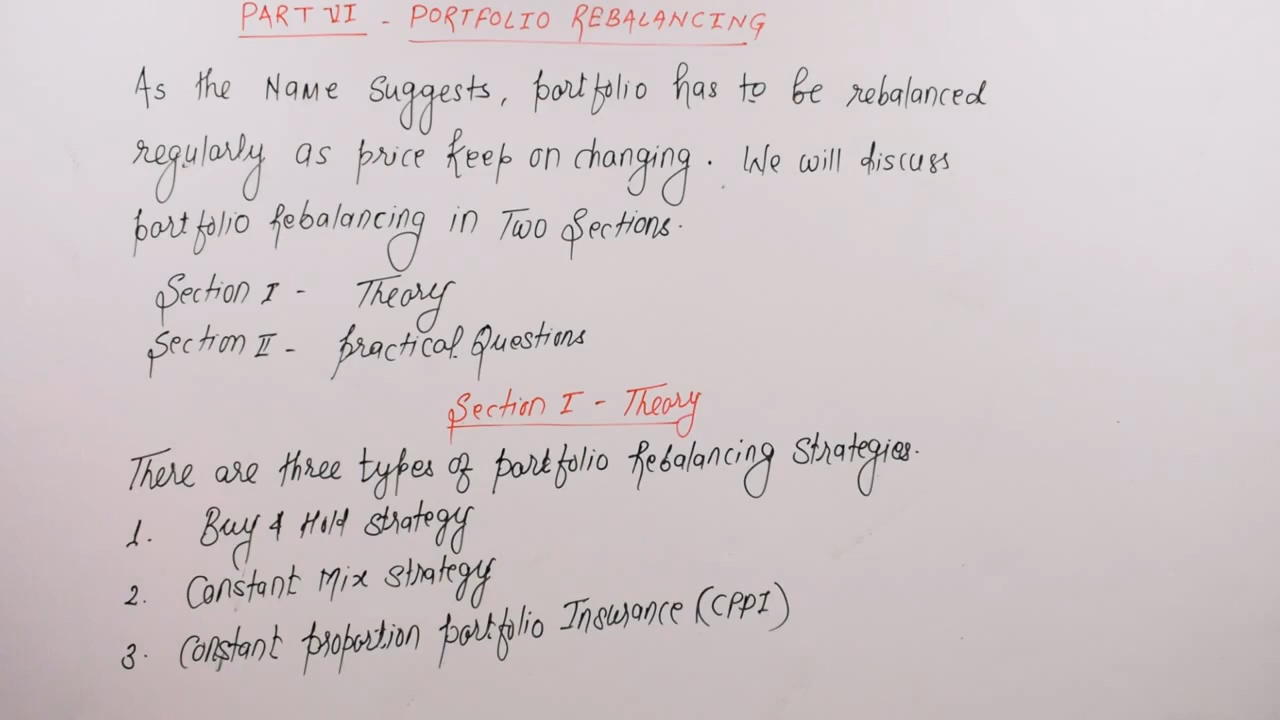 PART VI - PORTFOLIO REBALANCING
As the Name Suggests, portfolio has to be rebalanced
regularly as price keep on changing. We will discuss
portfolio Rebalancing in Two Sections.
Section I - Theory
Section II - practical Questions
Section I - Theory
There are three types of portfolio Rebalancing Strategies.
1. Buy & Hold strategy
2. Constant Mix strategy
3. Constant proportion portfolio Insurance (CPPI)